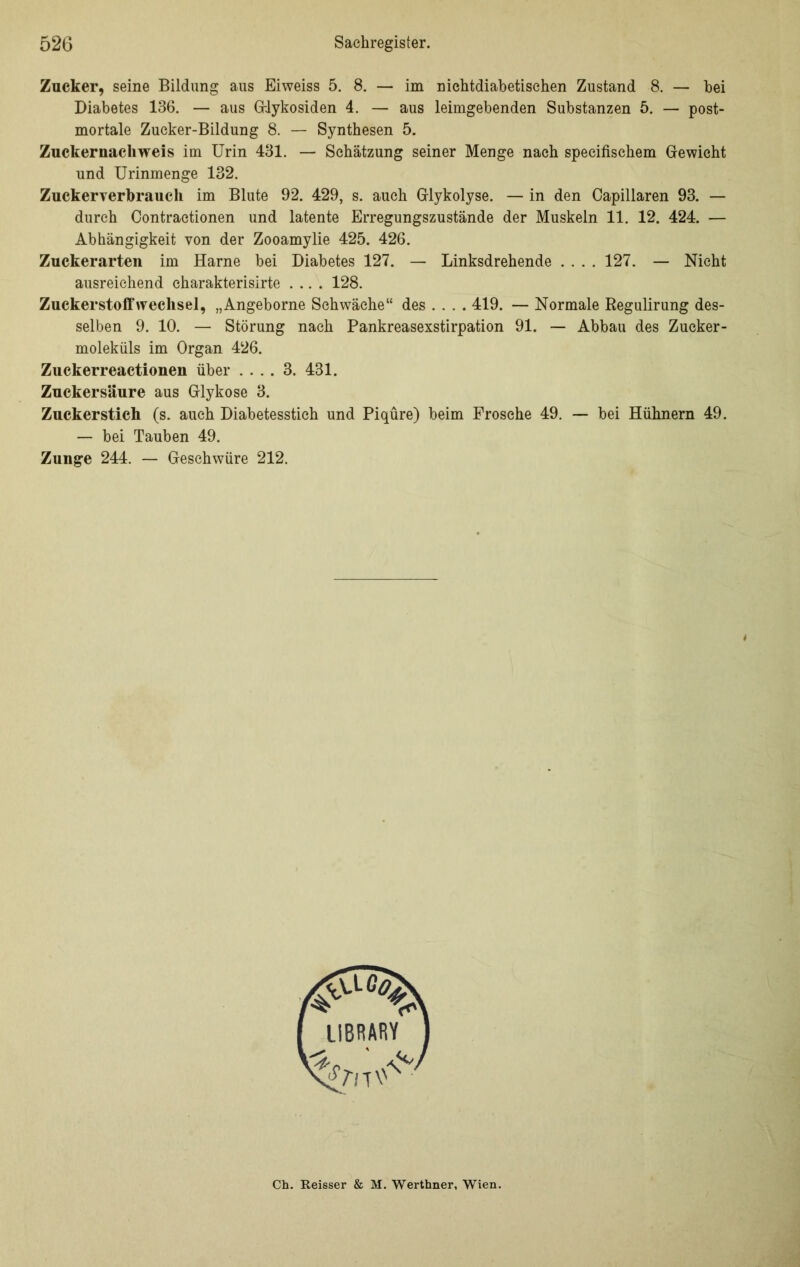 526
Sachregister.
Zucker, seine Bildung aus Eiweiss 5. 8. — im nichtdiabetischen Zustand 8. — bei
Diabetes 136. — aus Glykosiden 4. — aus leimgebenden Substanzen 5. — post-
mortale Zucker-Bildung 8. — Synthesen 5.
Zuckernachweis im Urin 431. — Schätzung seiner Menge nach specifischem Gewicht
und Urinmenge 132.
Zuckerverbrauch im Blute 92. 429, s. auch Glykolyse. — in den Capillaren 93. —
durch Contractionen und latente Erregungszustände der Muskeln 11. 12. 424. —
Abhängigkeit von der Zooamylie 425. 426.
Zuckerarten im Harne bei Diabetes 127. — Linksdrehende . . . . 127. — Nicht
ausreichend charakterisirte . . . . 128.
Zuckerstoffwechsel, „Angeborne Schwäche“ des . . . . 419. — Normale Regulirung des-
selben 9. 10. — Störung nach Pankreasexstirpation 91. — Abbau des Zucker-
moleküls im Organ 426.
Zuckerreactionen über . . . . 3. 431.
Zuckersäure aus Glykose 3.
Zuckerstich (s. auch Diabetesstich und Piqûre) beim Frosche 49. — bei Hühnern 49.
— bei Tauben 49.
Zunge 244. — Geschwüre 212.
WELLCOME
LIBRARY
INSTITUTE
Ch. Reisser & M. Werthner, Wien.